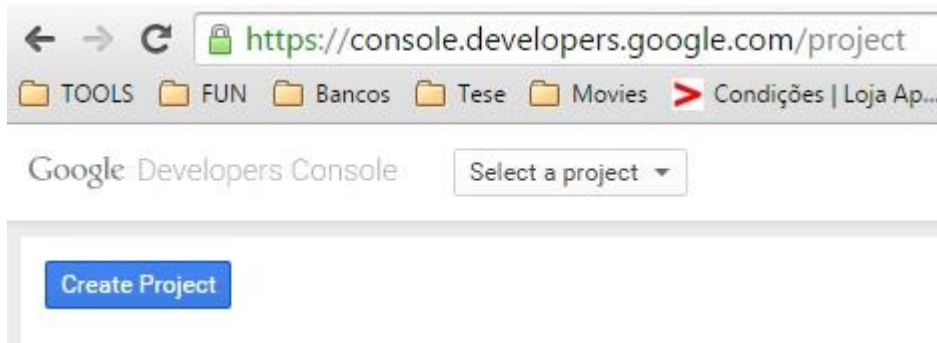 https://console.developers.google.com/project
TOOLS FUN Bancos Tese Movies Condições | Loja Ap...
Google Developers Console Select a project
Create Project